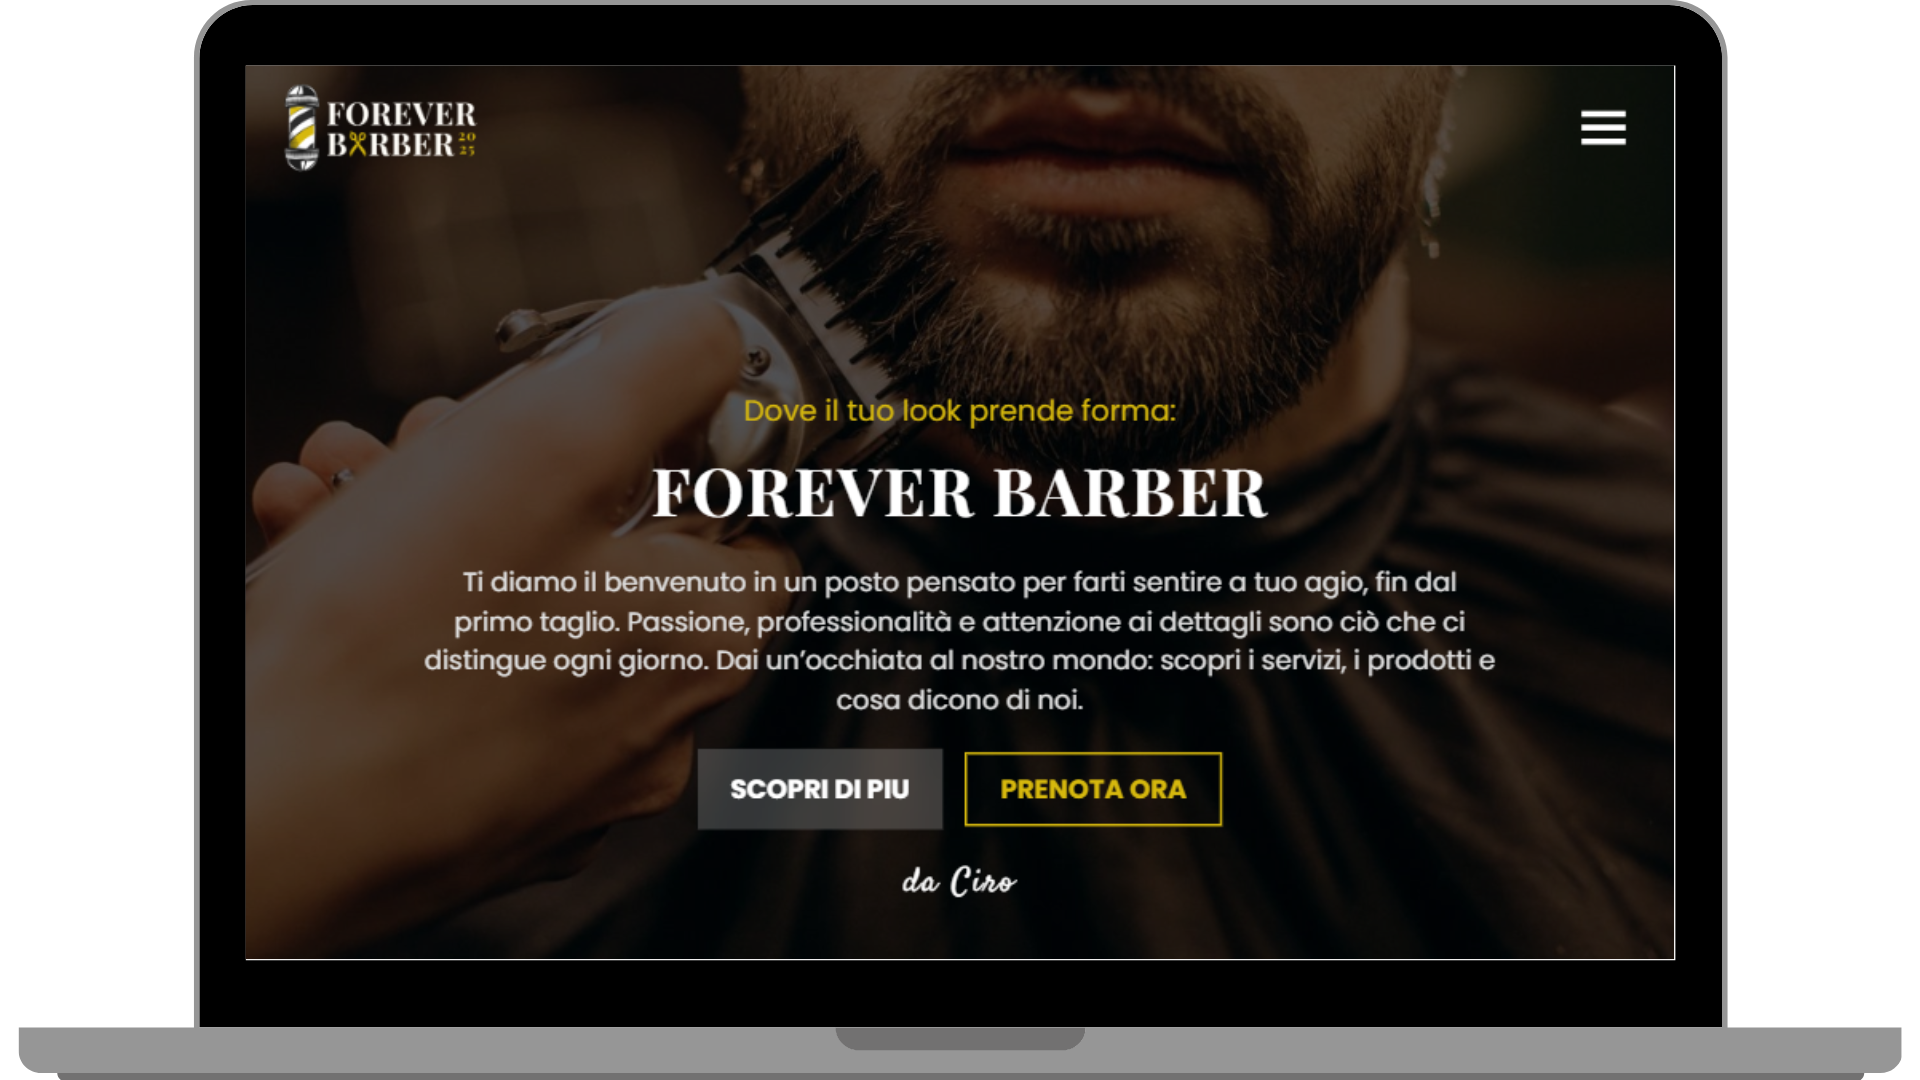 FOREVER
BARBER 20
25
Dove il tuo look prende forma:
FOREVER BARBER
Ti diamo il benvenuto in un posto pensato per farti sentire a tuo agio, fin dal
primo taglio. Passione, professionalità e attenzione ai dettagli sono ciò che ci
distingue ogni giorno. Dai un’occhiata al nostro mondo: scopri i servizi, i prodotti e
cosa dicono di noi.
SCOPRI DI PIU
PRENOTA ORA
da Ciro